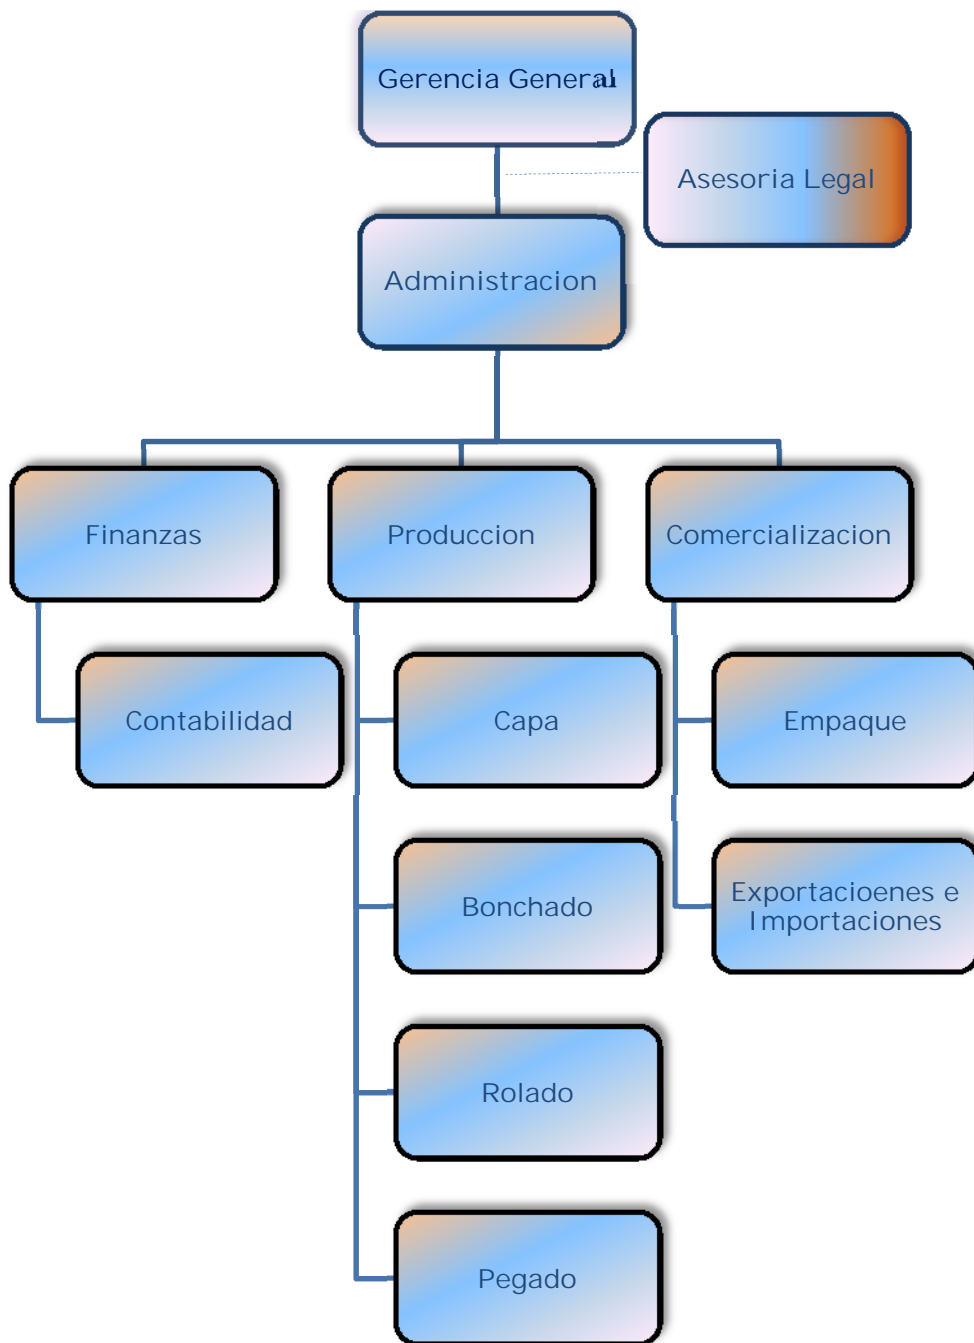 Gerencia General
Asesoria Legal
Administracion
Finanzas
Produccion
Comercializacion
Contabilidad
Capa
Empaque
Bonchado
Exportacioenes e
Importaciones
Rolado
Pegado